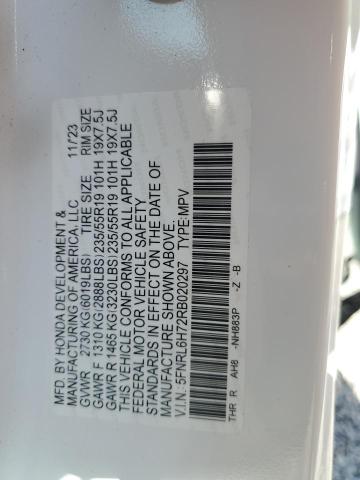 MFD. BY HONDA DEVELOPMENT &
MANUFACTURING OF AMERICA, LLC 11/23
GVWR 2730 KG(6019LBS) TIRE SIZE RIM SIZE
GAWR F 1310 KG(2888LBS) 235/55R19 101H 19X7.5J
GAWR R 1465 KG(3230LBS) 235/55R19 101H 19X7.5J
THIS VEHICLE CONFORMS TO ALL APPLICABLE
FEDERAL MOTOR VEHICLE SAFETY
STANDARDS IN EFFECT ON THE DATE OF
MANUFACTURE SHOWN ABOVE.
V.I.N.: 5FNRL6H72RB020297 TYPE:MPV
THR R AH8 -NH883P -Z -B